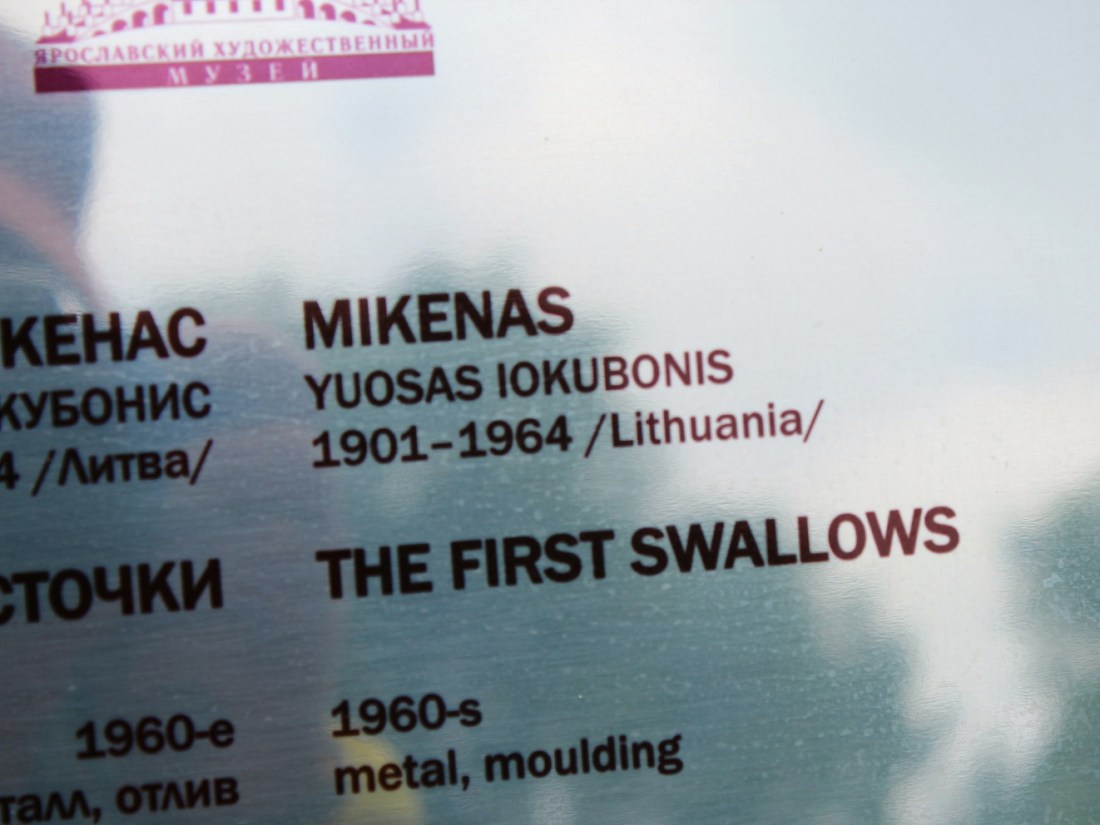 ЯРОСЛАВСКИЙ ХУДОЖЕСТВЕННЫЙ
МУЗЕЙ
КЕНАС
КУБОНИС
4 /Литва/
СТОЧКИ
1960-е
талл, отлив
MIKENAS
YUOSAS IOKUBONIS
1901–1964 /Lithuania/
THE FIRST SWALLOWS
1960-s
metal, moulding